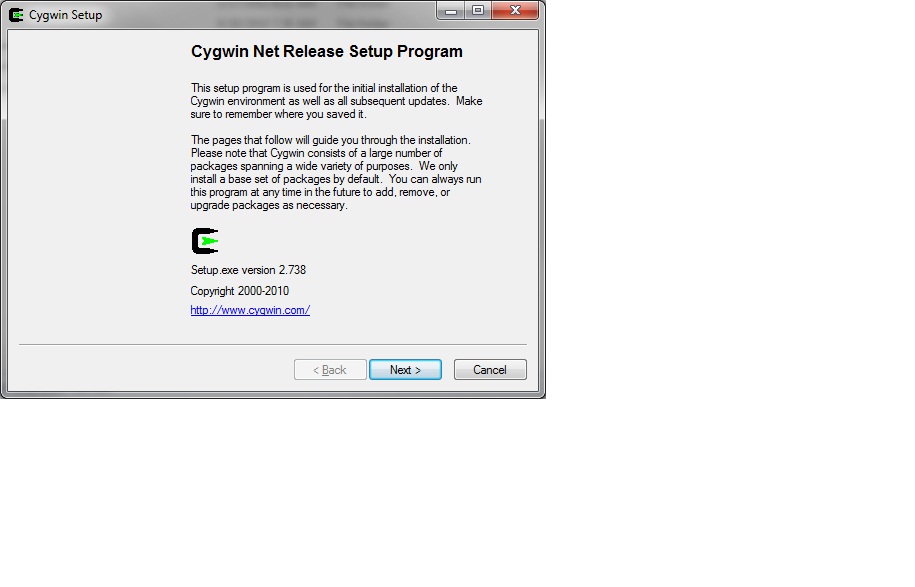 Cygwin Setup
Cygwin Net Release Setup Program
This setup program is used for the initial installation of the
Cygwin environment as well as all subsequent updates.  Make
sure to remember where you saved it.
The pages that follow will guide you through the installation.
Please note that Cygwin consists of a large number of
packages spanning a wide variety of purposes.  We only
install a base set of packages by default.  You can always run
this program at any time in the future to add, remove, or
upgrade packages as necessary.
Setup.exe version 2.738
Copyright 2000-2010
http://www.cygwin.com/
< Back Next > Cancel